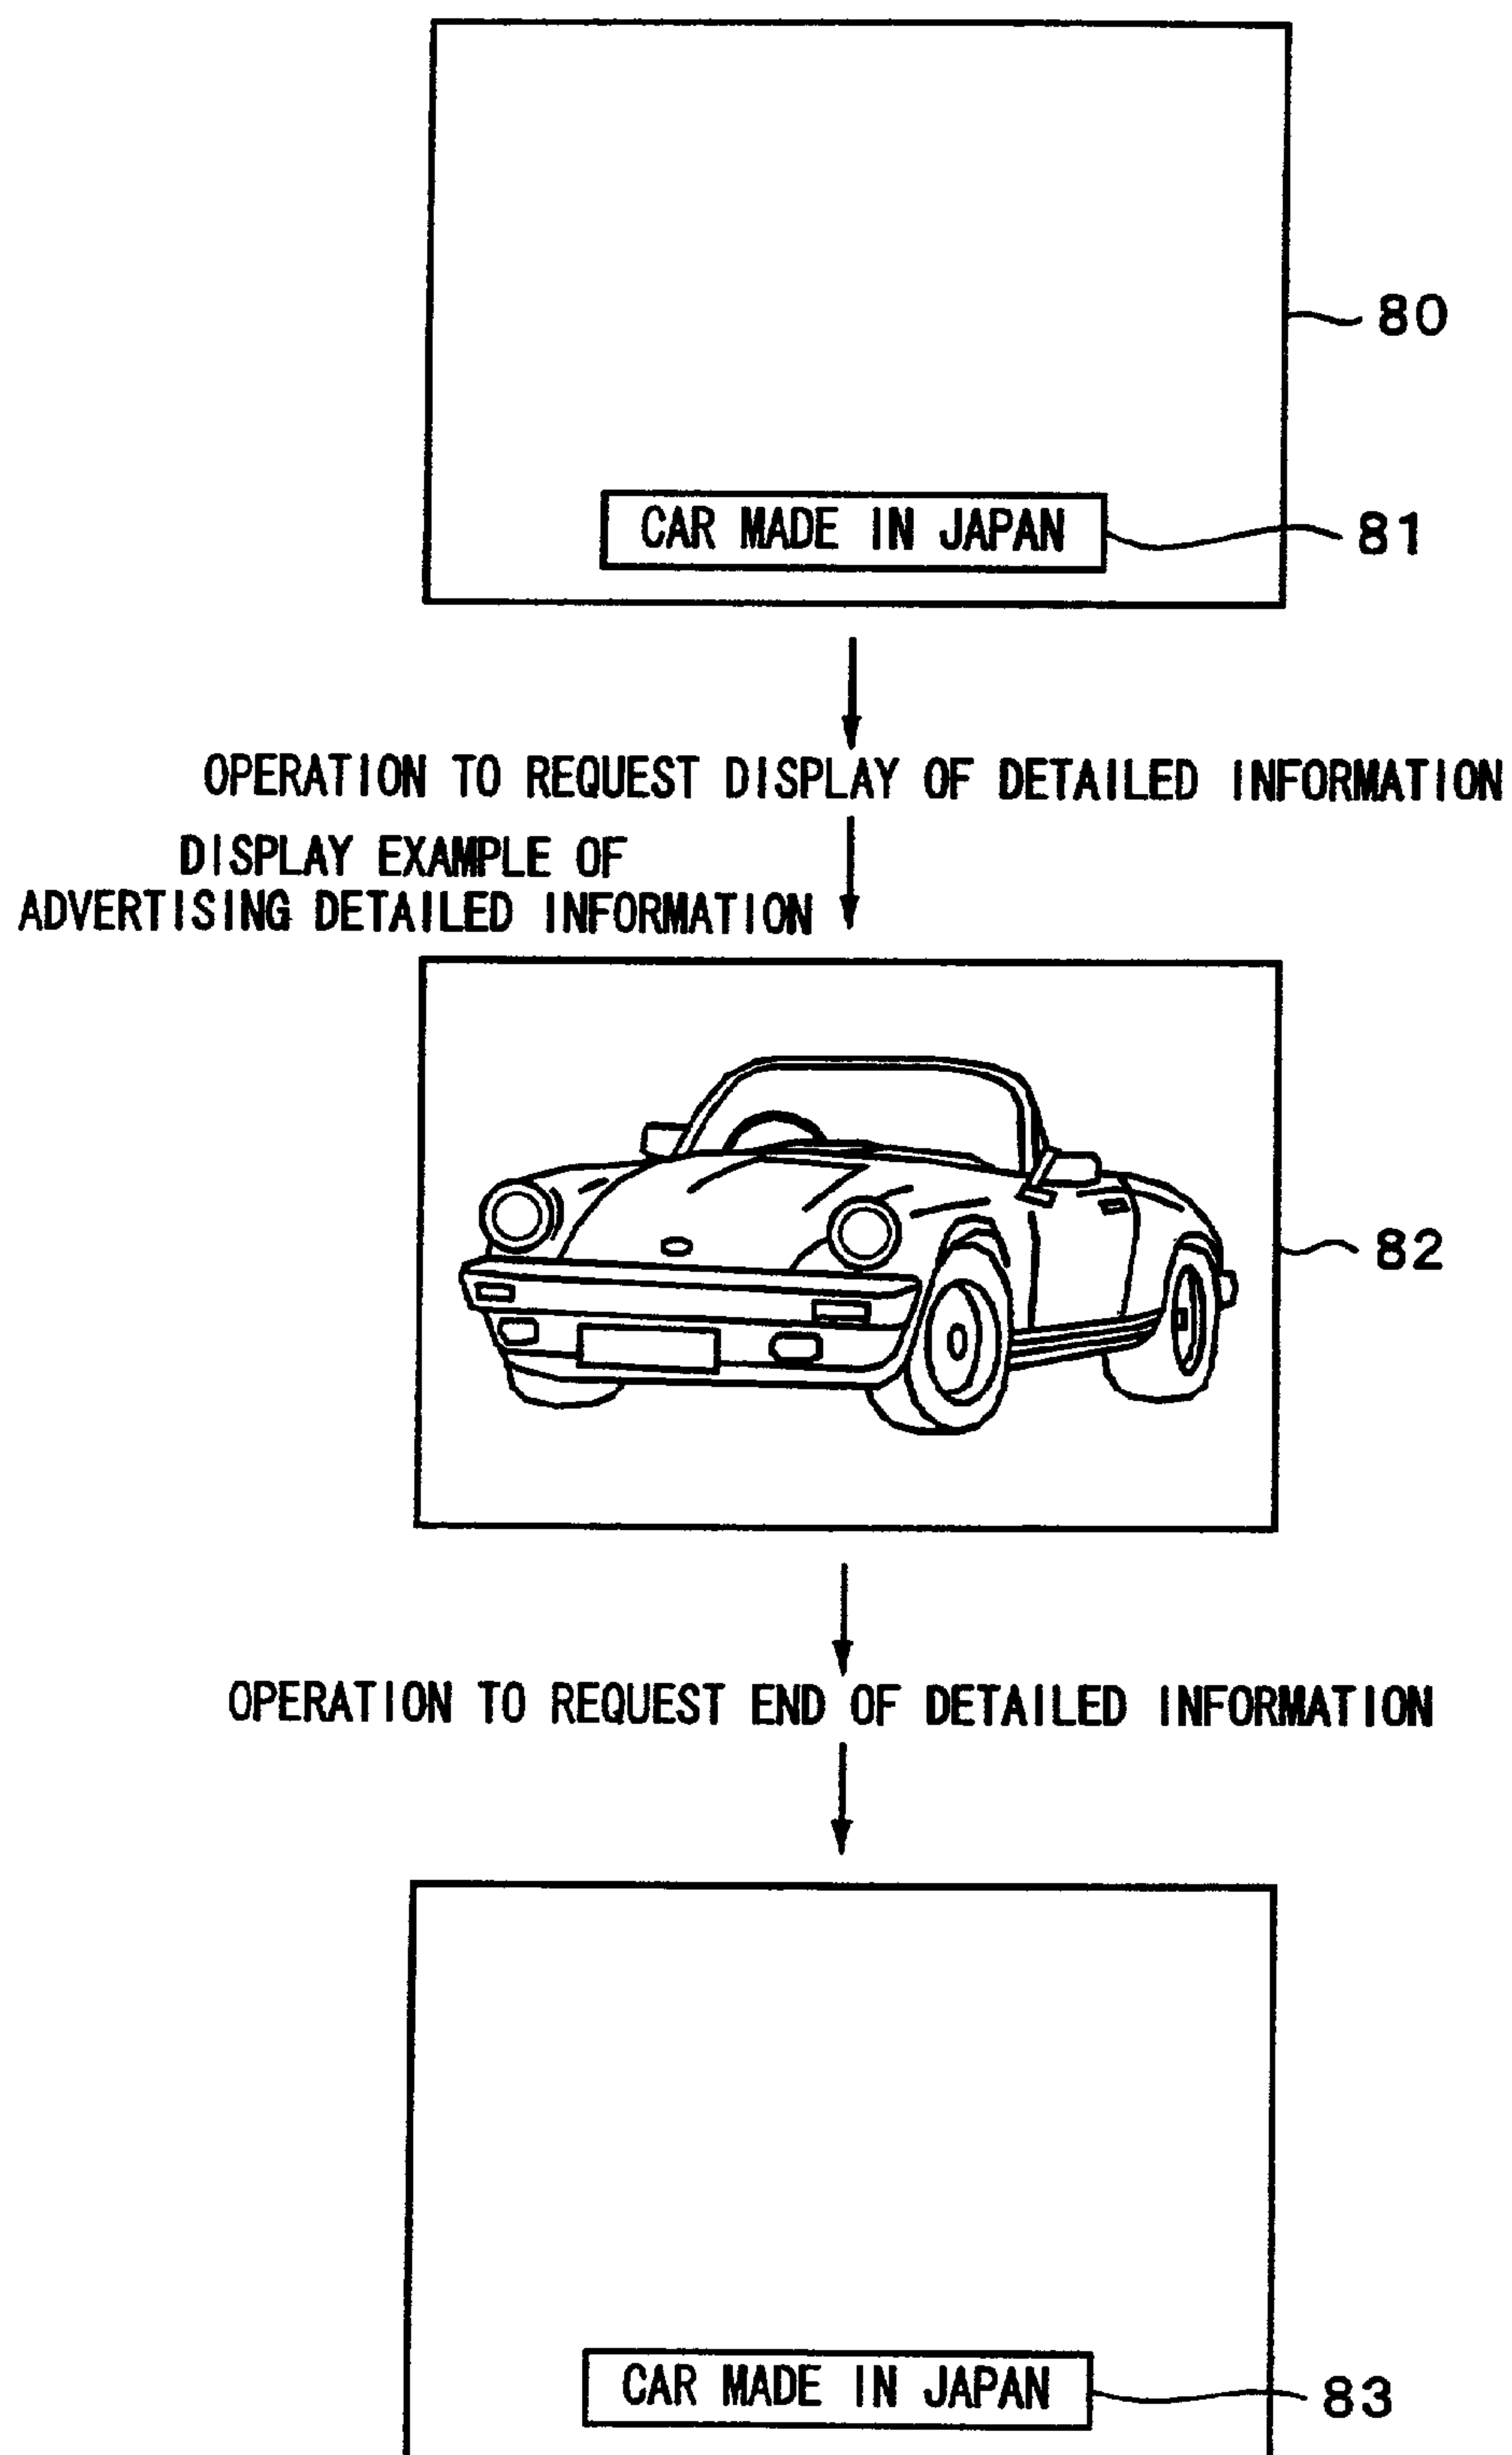 80
CAR MADE IN JAPAN
81
OPERATION TO REQUEST DISPLAY OF DETAILED INFORMATION
DISPLAY EXAMPLE OF
ADVERTISING DETAILED INFORMATION
82
OPERATION TO REQUEST END OF DETAILED INFORMATION
CAR MADE IN JAPAN
83